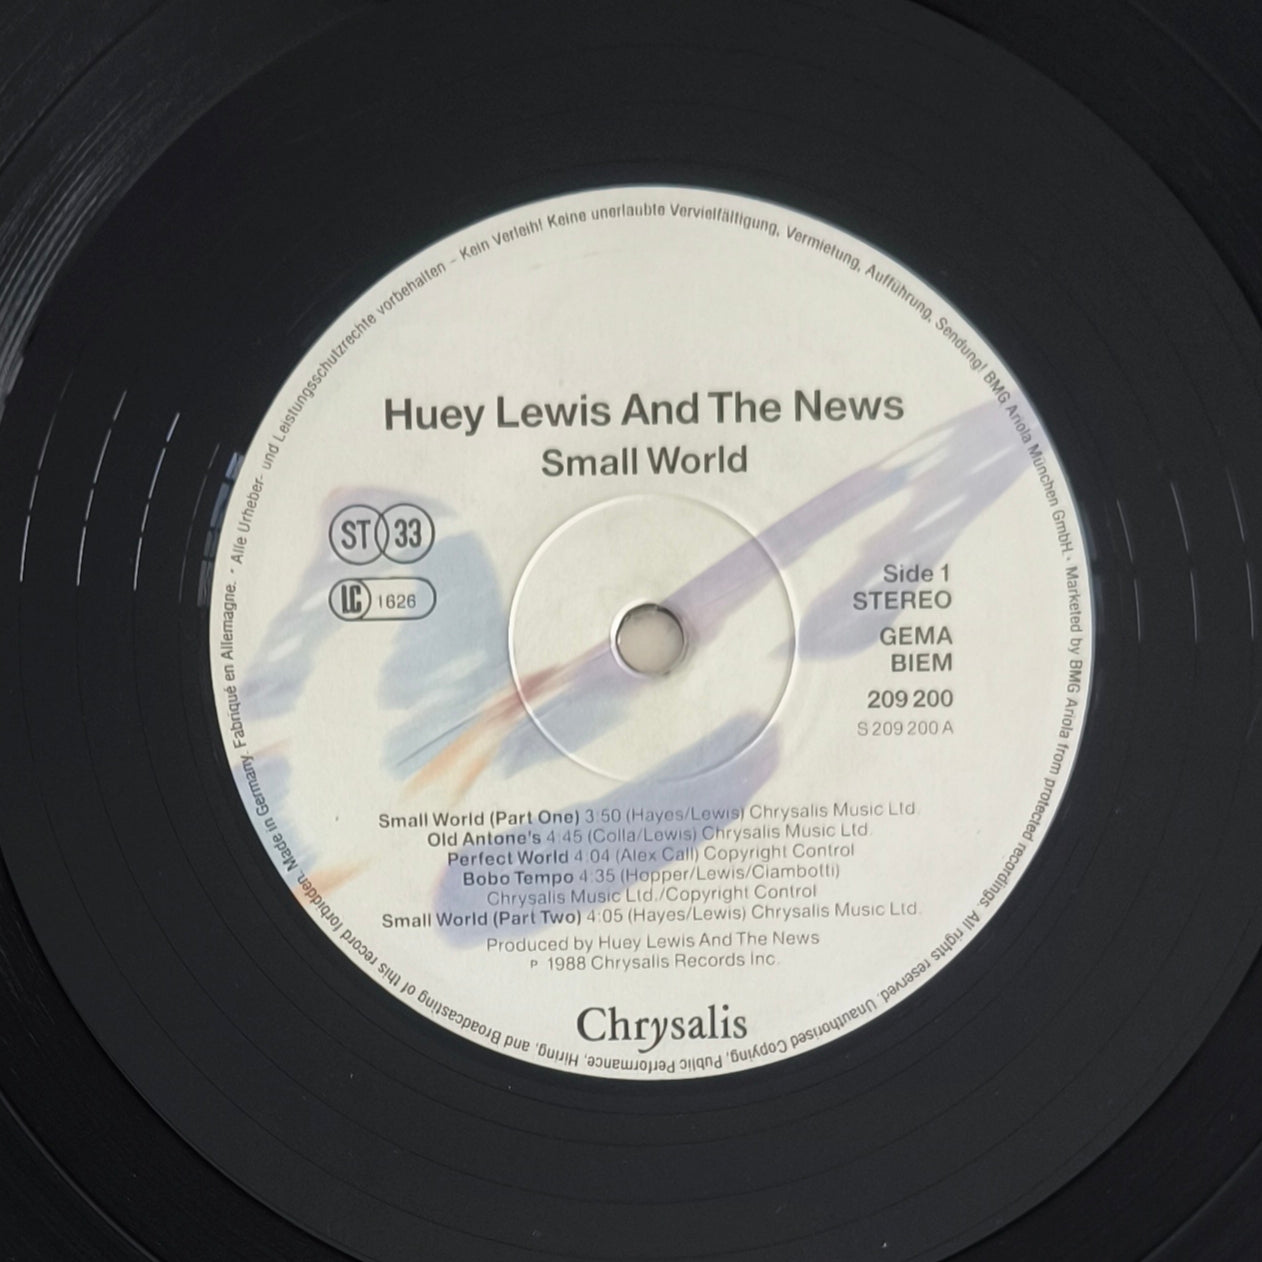 Alle Urheber- und Leistungsschutzrechte vorbehalten - Kein Verleih! Keine unerlaubte Vervielfältigung, Vermietung, Aufführung, Sendung! BMG Ariola München GmbH. · Marketed by BMG Ariola from protected recordings. All rights reserved. Unauthorised Copying, Public Performance, Hiring, and Broadcasting of this record forbidden. Made in Germany. Fabriqué en Allemagne. ·
Huey Lewis And The News
Small World
ST 33
LC 1626
Side 1
STEREO
GEMA
BIEM
209 200
S 209 200 A
Small World (Part One) 3:50 (Hayes/Lewis) Chrysalis Music Ltd.
Old Antone's 4:45 (Colla/Lewis) Chrysalis Music Ltd.
Perfect World 4:04 (Alex Call) Copyright Control
Bobo Tempo 4:35 (Hopper/Lewis/Ciambotti)
Chrysalis Music Ltd./Copyright Control
Small World (Part Two) 4:05 (Hayes/Lewis) Chrysalis Music Ltd.
Produced by Huey Lewis And The News
P 1988 Chrysalis Records Inc.
Chrysalis